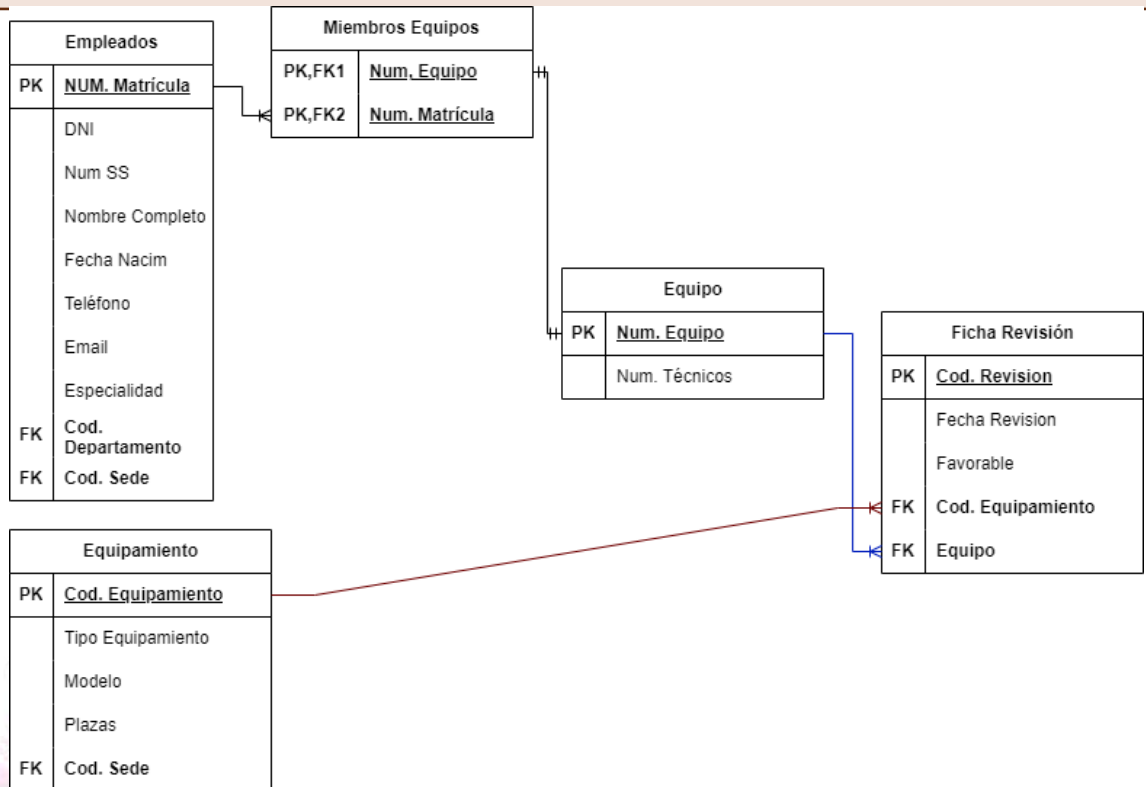 Empleados
PK NUM. Matrícula
DNI
Num SS
Nombre Completo
Fecha Nacim
Teléfono
Email
Especialidad
FK Cod.
Departamento
FK Cod. Sede
Miembros Equipos
PK,FK1 Num, Equipo
PK,FK2 Num. Matrícula
Equipo
PK Num. Equipo
Num. Técnicos
Ficha Revisión
PK Cod. Revision
Fecha Revision
Favorable
FK Cod. Equipamiento
FK Equipo
Equipamiento
PK Cod. Equipamiento
Tipo Equipamiento
Modelo
Plazas
FK Cod. Sede